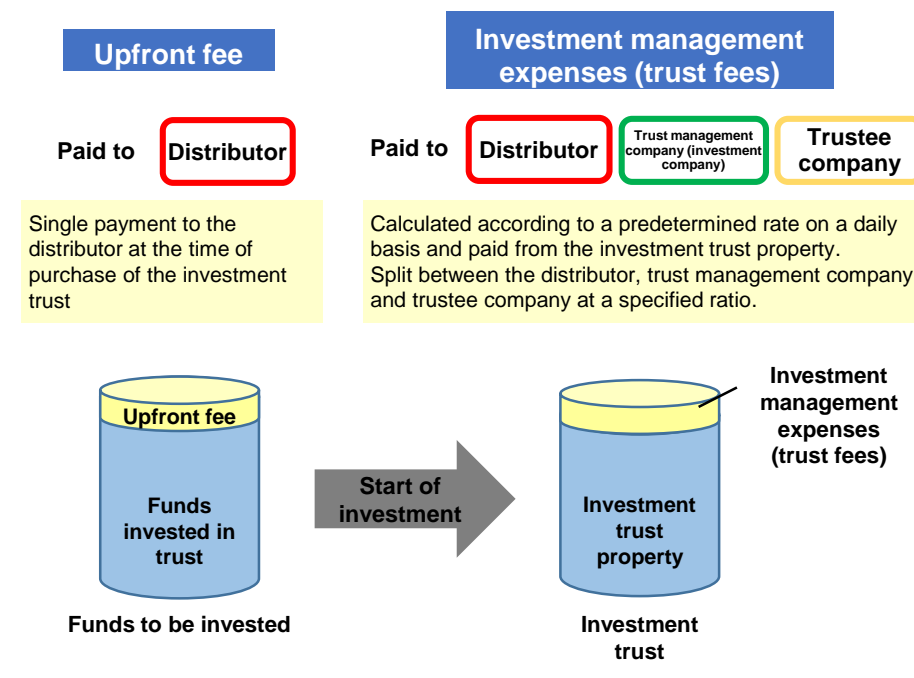 Upfront fee
Paid to
Distributor
Single payment to the
distributor at the time of
purchase of the investment
trust
Investment management
expenses (trust fees)
Paid to
Distributor
Trust management
company (investment
company)
Trustee
company
Calculated according to a predetermined rate on a daily
basis and paid from the investment trust property.
Split between the distributor, trust management company
and trustee company at a specified ratio.
Upfront fee
Funds
invested in
trust
Funds to be invested
Start of
investment
Investment
management
expenses
(trust fees)
Investment
trust
property
Investment
trust